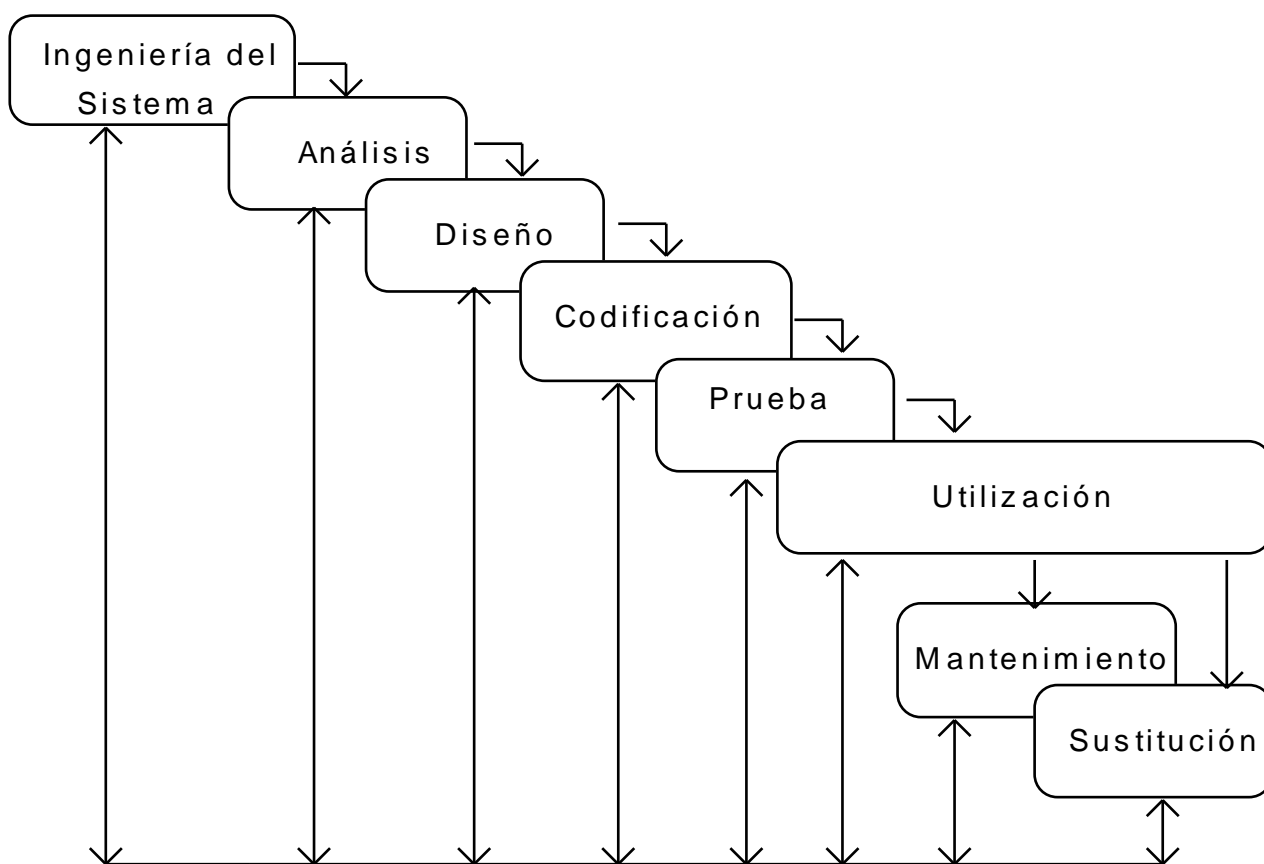 Ingeniería del
Sistema
Análisis
Diseño
Codificación
Prueba
Utilización
Mantenimiento
Sustitución